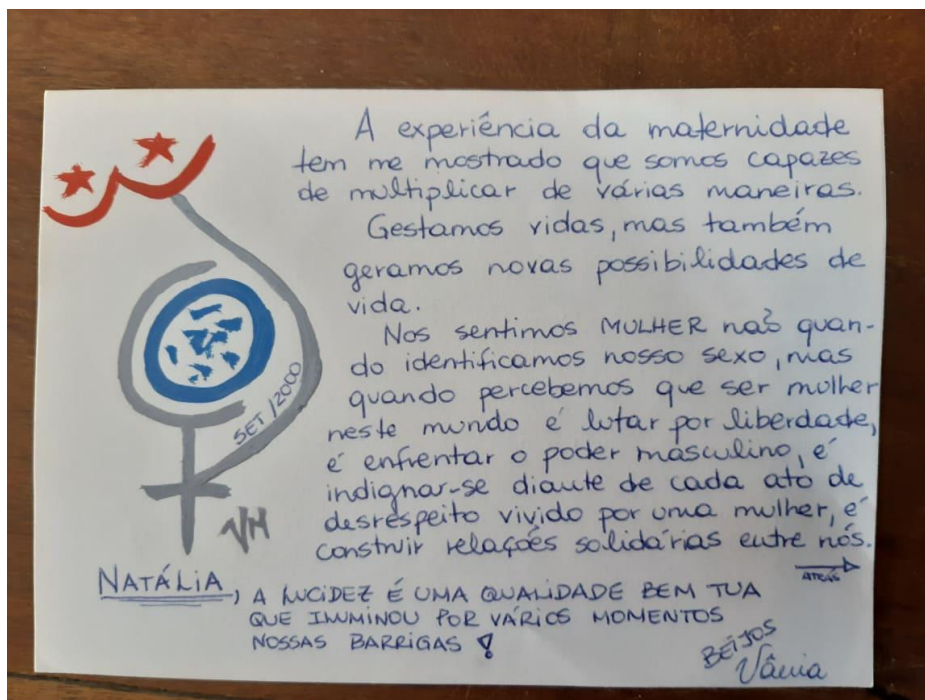 A experiência da maternidade
tem me mostrado que somos capazes
de multiplicar de várias maneiras.
Gestamos vidas, mas também
geramos novas possibilidades de
vida.
Nos sentimos MULHER não quan-
do identificamos nosso sexo, mas
quando percebemos que ser mulher
neste mundo é lutar por liberdade,
é enfrentar o poder masculino, é
indignar-se diante de cada ato de
desrespeito vivido por uma mulher, é
construir relações solidárias entre nós.
ATRÁS
SET/2000
VH
NATÁLIA, A LUCIDEZ É UMA QUALIDADE BEM TUA
QUE ILUMINOU POR VÁRIOS MOMENTOS
NOSSAS BARRIGAS!
BEIJOS
Vânia